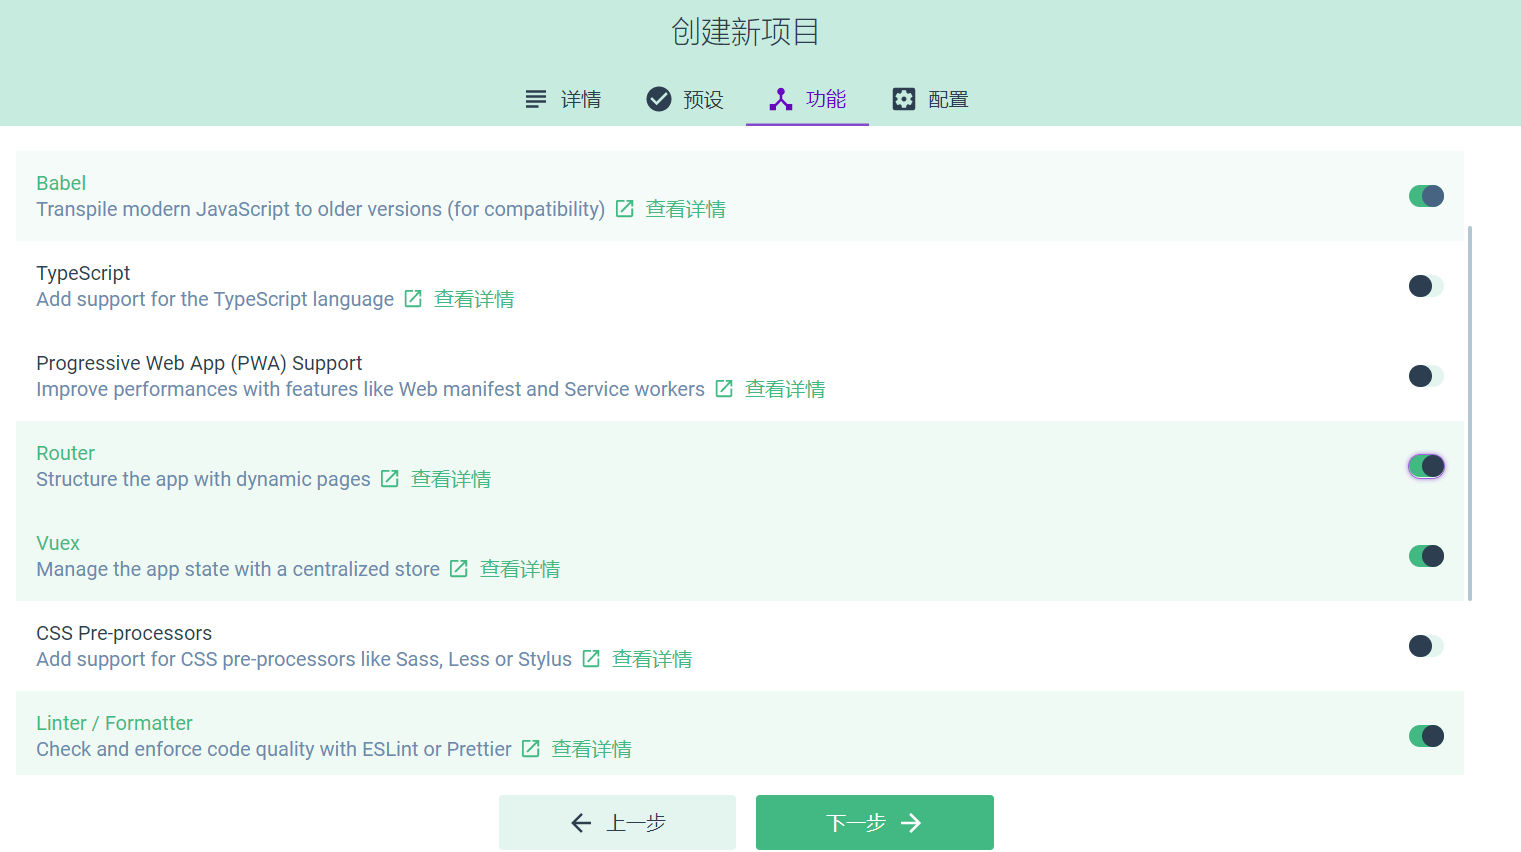 创建新项目
详情 预设 功能 配置
Babel
Transpile modern JavaScript to older versions (for compatibility) 查看详情
TypeScript
Add support for the TypeScript language 查看详情
Progressive Web App (PWA) Support
Improve performances with features like Web manifest and Service workers 查看详情
Router
Structure the app with dynamic pages 查看详情
Vuex
Manage the app state with a centralized store 查看详情
CSS Pre-processors
Add support for CSS pre-processors like Sass, Less or Stylus 查看详情
Linter / Formatter
Check and enforce code quality with ESLint or Prettier 查看详情
上一步 下一步